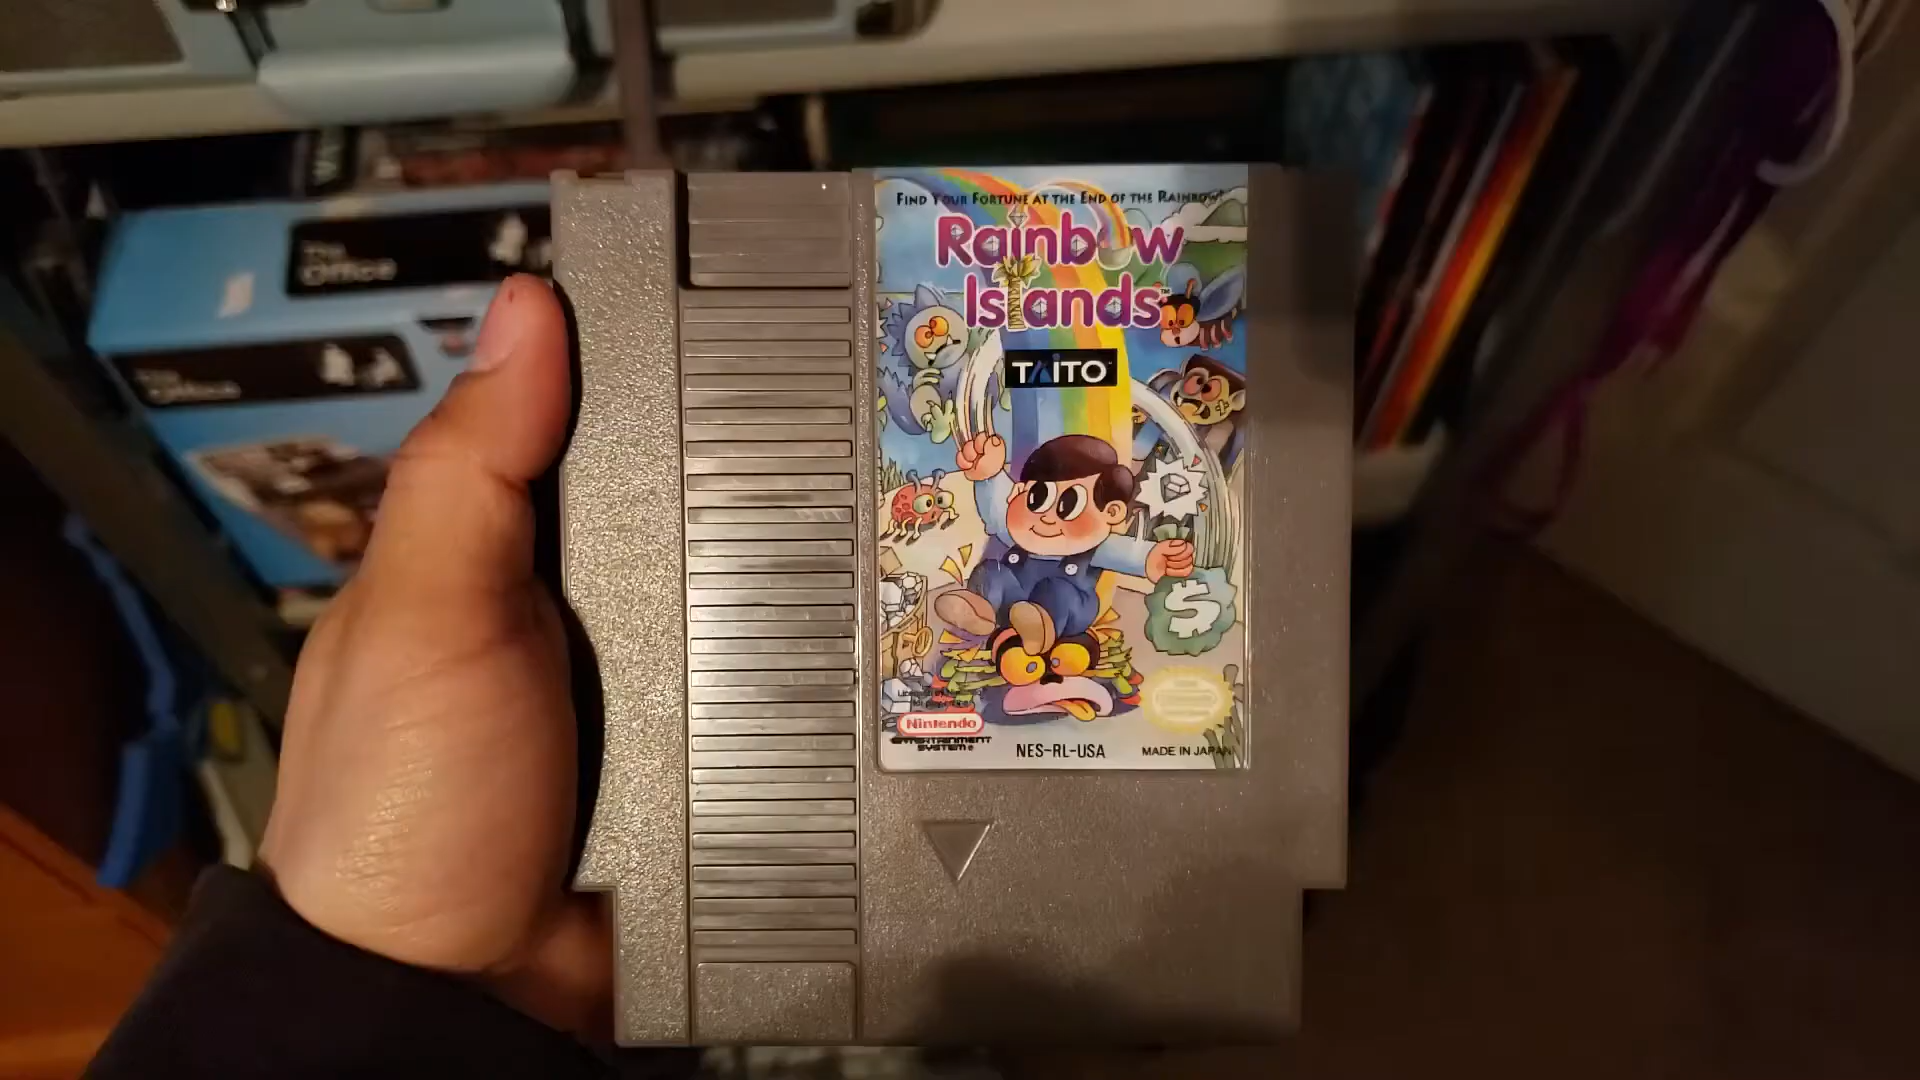 FIND YOUR FORTUNE AT THE END OF THE RAINBOW!
Rainbow
Islands™
TAITO
The
Office
The
Office
$
Nintendo
ENTERTAINMENT
SYSTEM®
NES-RL-USA
MADE IN JAPAN